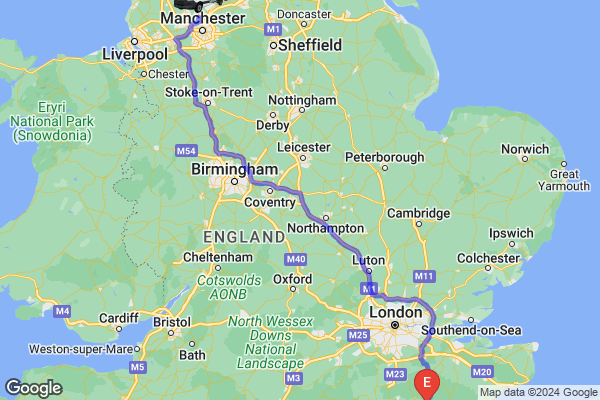 Doncaster
Manchester
M1
Liverpool
Sheffield
Chester
Eryri
National Park
(Snowdonia)
Stoke-on-Trent
Nottingham
Derby
M54
Leicester
Norwich
Peterborough
Great
Yarmouth
Birmingham
Coventry
Northampton
Cambridge
ENGLAND
Ipswich
M40
Cheltenham
Luton
M11
Colchester
Cotswolds
AONB
Oxford
M1
M4
Cardiff
London
Bristol
North Wessex
Downs
National
Landscape
M25
Southend-on-Sea
Weston-super-Mare
Bath
M5
M3
M23
M20
E
Google
Google
Map data ©2024 Google